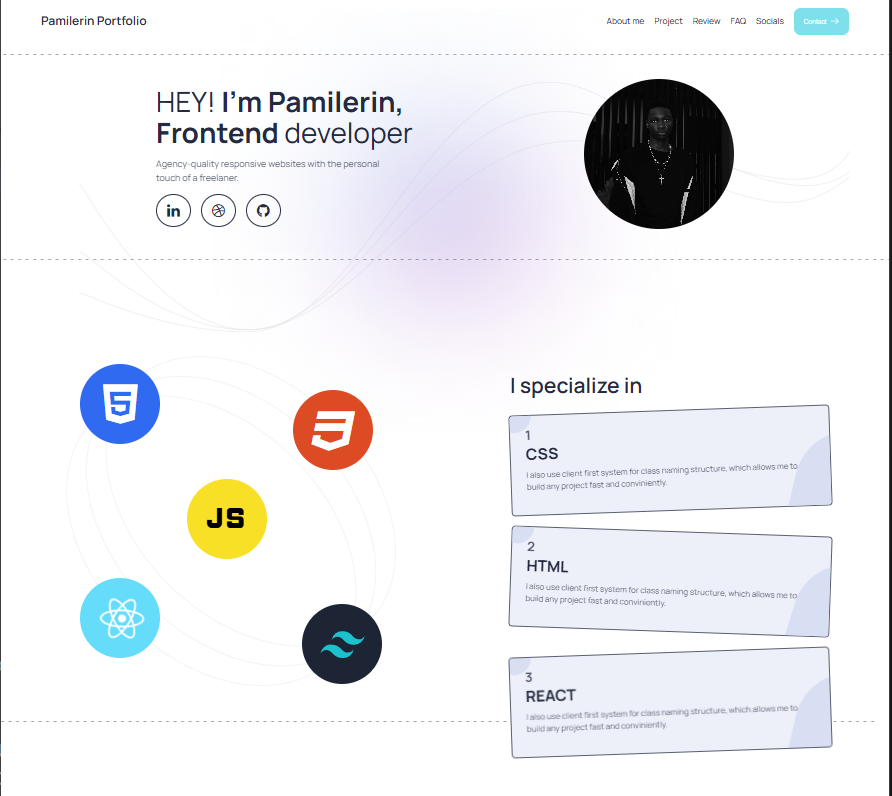 Pamilerin Portfolio
About me Project Review FAQ Socials Contact →
HEY! I'm Pamilerin,
Frontend developer
Agency-quality responsive websites with the personal
touch of a freelaner.
in
5
JS
I specialize in
1
CSS
I also use client first system for class naming structure, which allows me to
build any project fast and conviniently.
2
HTML
I also use client first system for class naming structure, which allows me to
build any project fast and conviniently.
3
REACT
I also use client first system for class naming structure, which allows me to
build any project fast and conviniently.